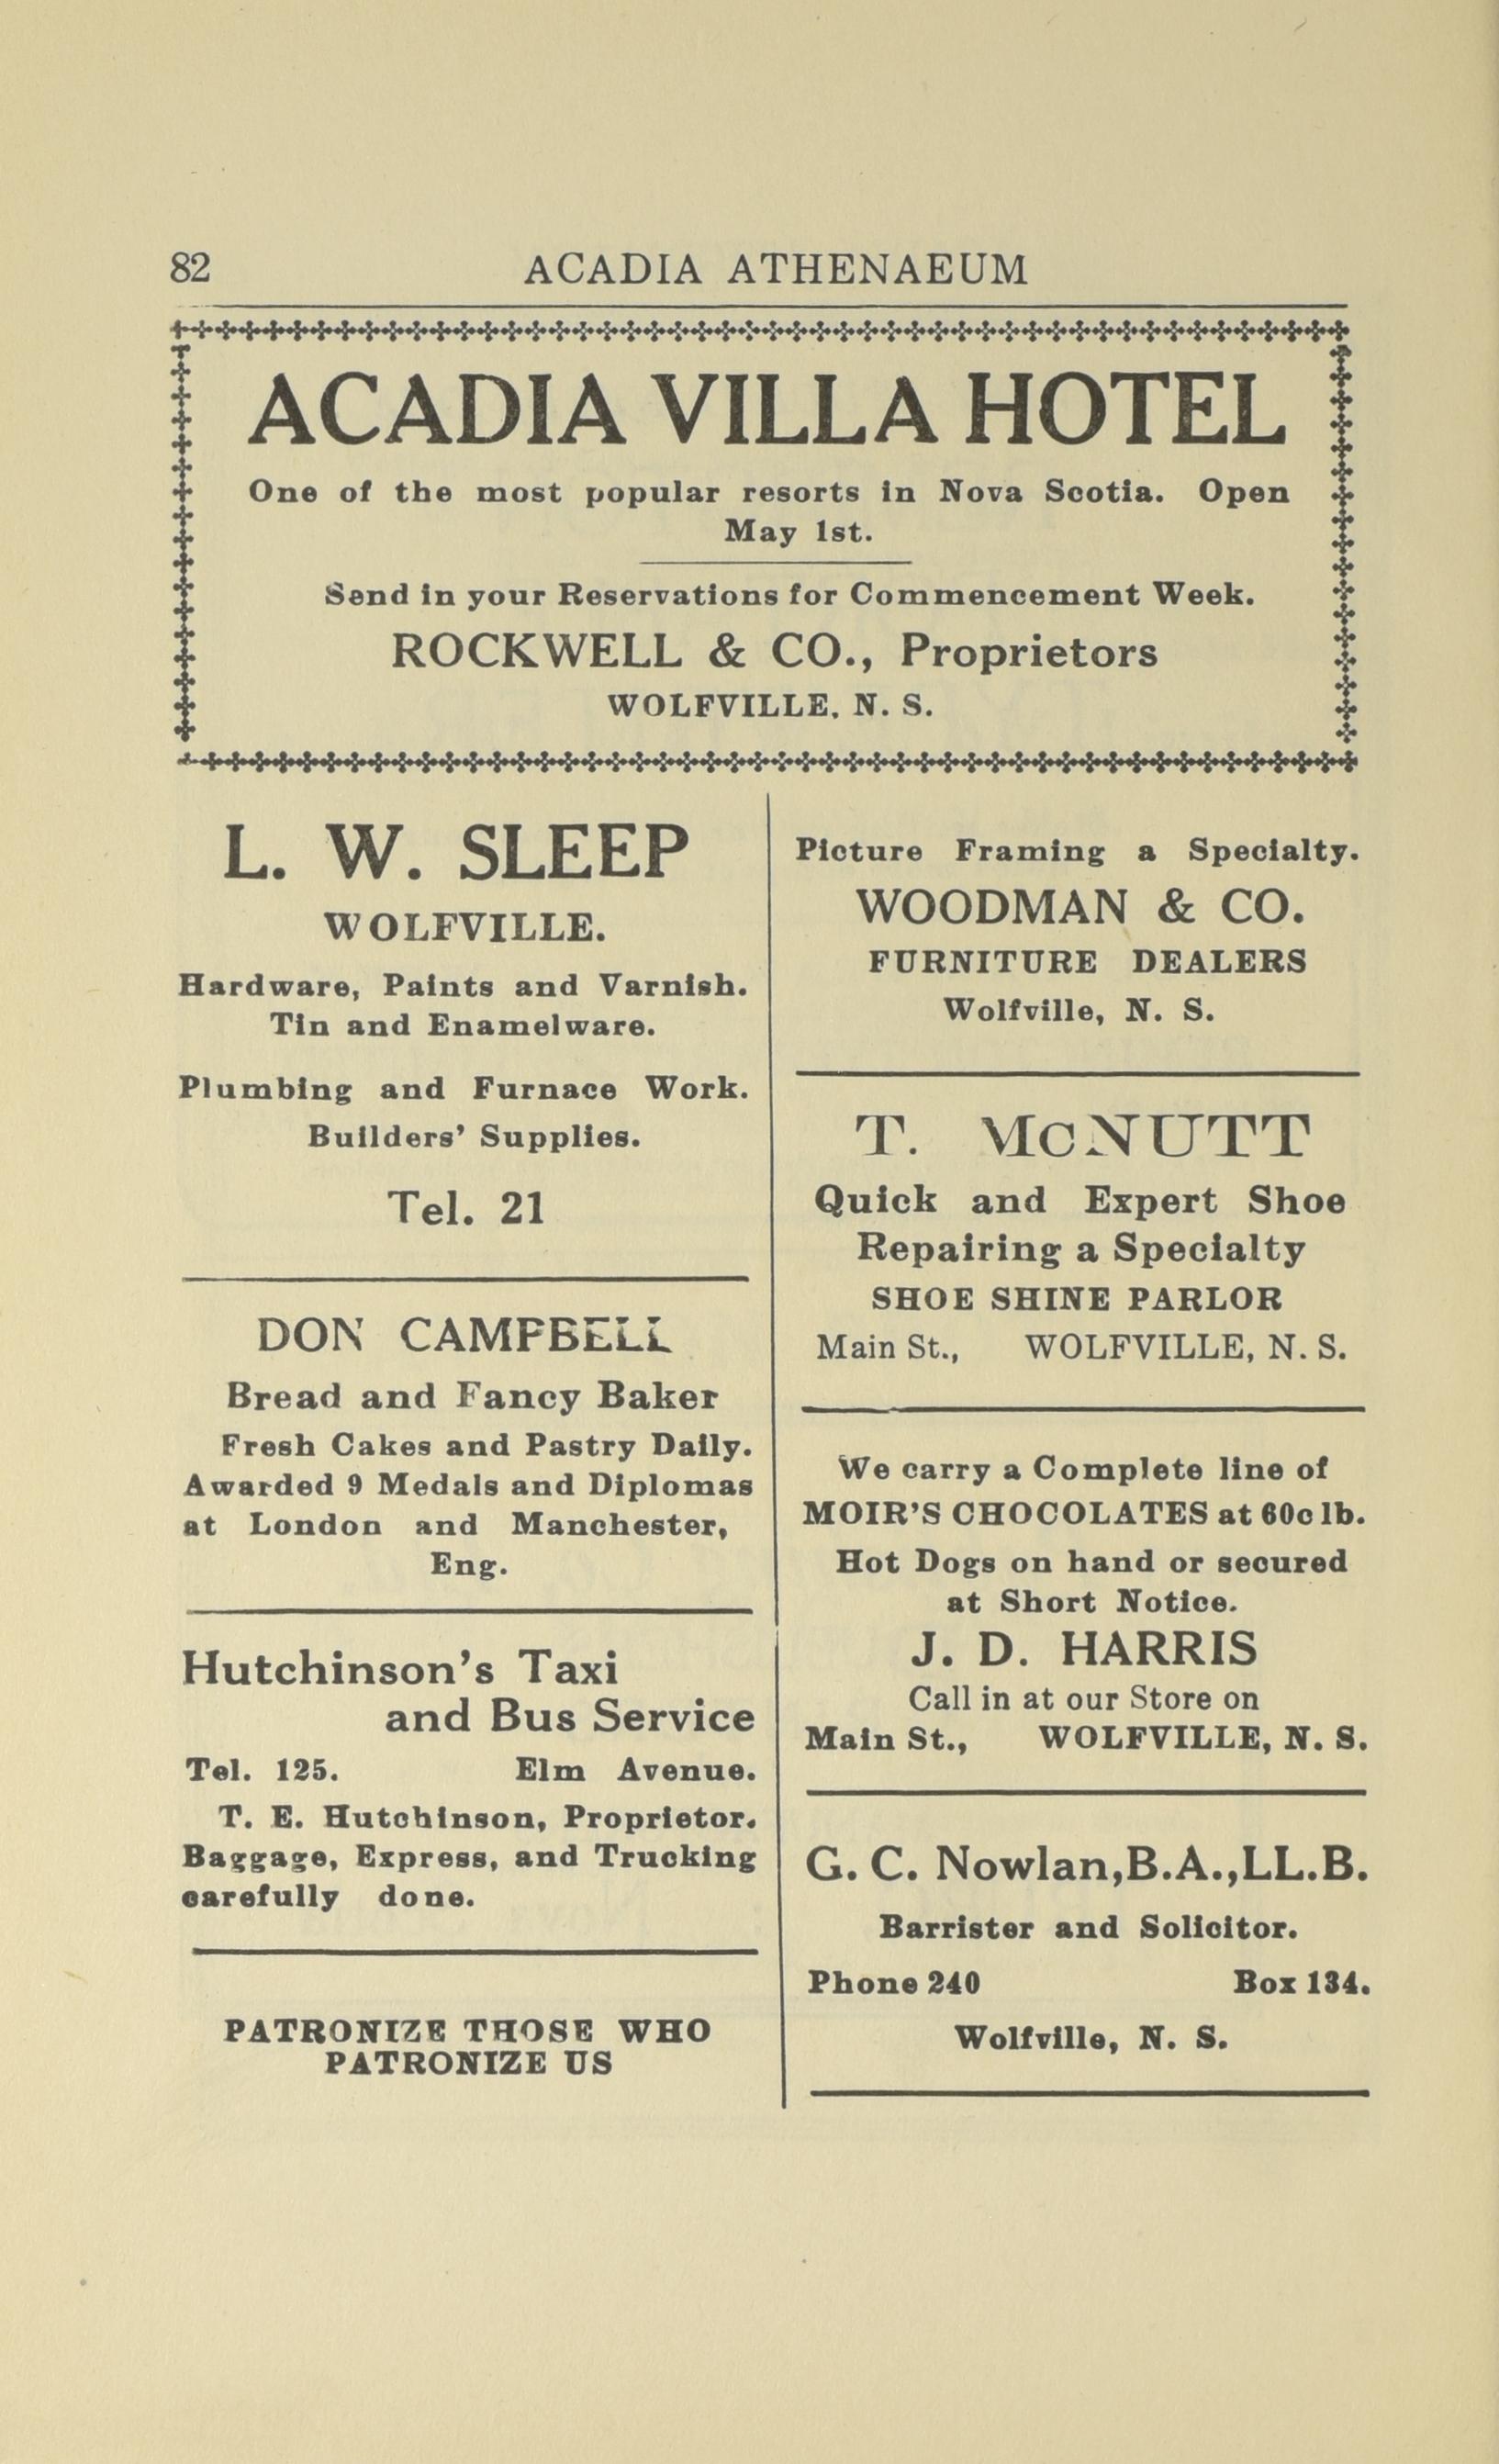 82
ACADIA ATHENAEUM
ACADIA VILLA HOTEL
One of the most popular resorts in Nova Scotia. Open
May 1st.
Send in your Reservations for Commencement Week.
ROCKWELL & CO., Proprietors
WOLFVILLE, N. S.
L. W. SLEEP
WOLFVILLE.
Hardware, Paints and Varnish.
Tin and Enamelware.
Plumbing and Furnace Work.
Builders' Supplies.
Tel. 21
DON CAMPBELL
Bread and Fancy Baker
Fresh Cakes and Pastry Daily.
Awarded 9 Medals and Diplomas
at London and Manchester,
Eng.
Hutchinson's Taxi
and Bus Service
Tel. 125. Elm Avenue.
T. E. Hutchinson, Proprietor.
Baggage, Express, and Trucking
carefully done.
PATRONIZE THOSE WHO
PATRONIZE US
Picture Framing a Specialty.
WOODMAN & CO.
FURNITURE DEALERS
Wolfville, N. S.
T. McNUTT
Quick and Expert Shoe
Repairing a Specialty
SHOE SHINE PARLOR
Main St., WOLFVILLE, N. S.
We carry a Complete line of
MOIR'S CHOCOLATES at 60c lb.
Hot Dogs on hand or secured
at Short Notice.
J. D. HARRIS
Call in at our Store on
Main St., WOLFVILLE, N. S.
G. C. Nowlan,B.A.,LL.B.
Barrister and Solicitor.
Phone 240 Box 134.
Wolfville, N. S.